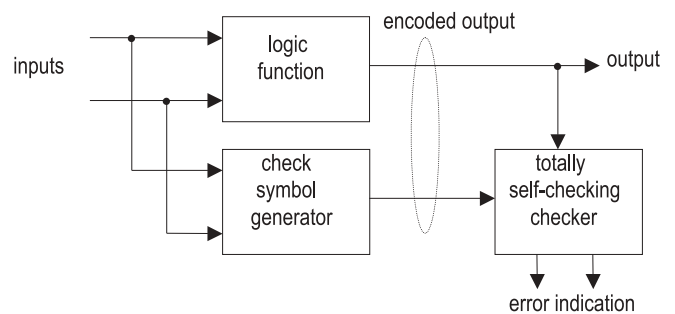 encoded output
logic
function
inputs
output
check
symbol
generator
totally
self-checking
checker
error indication